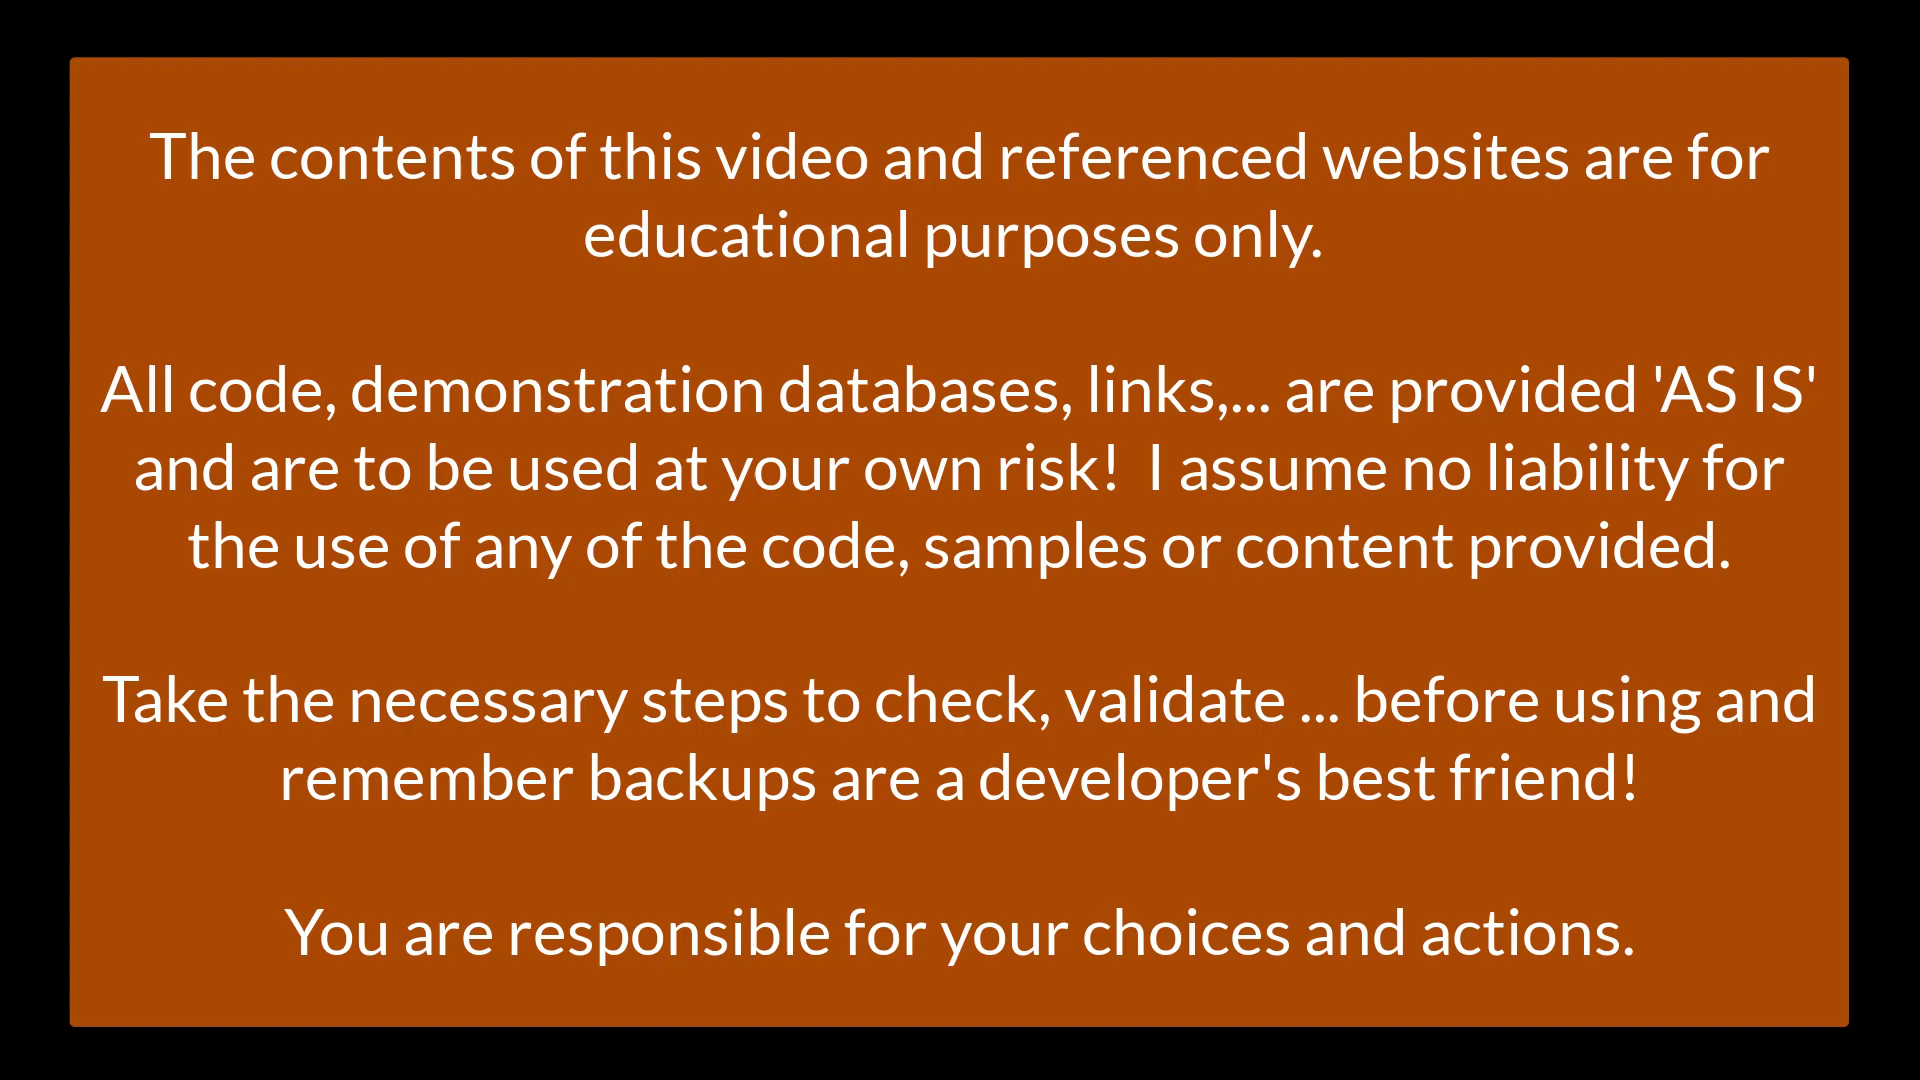 The contents of this video and referenced websites are for
educational purposes only.
All code, demonstration databases, links,... are provided 'AS IS'
and are to be used at your own risk!  I assume no liability for
the use of any of the code, samples or content provided.
Take the necessary steps to check, validate ... before using and
remember backups are a developer's best friend!
You are responsible for your choices and actions.